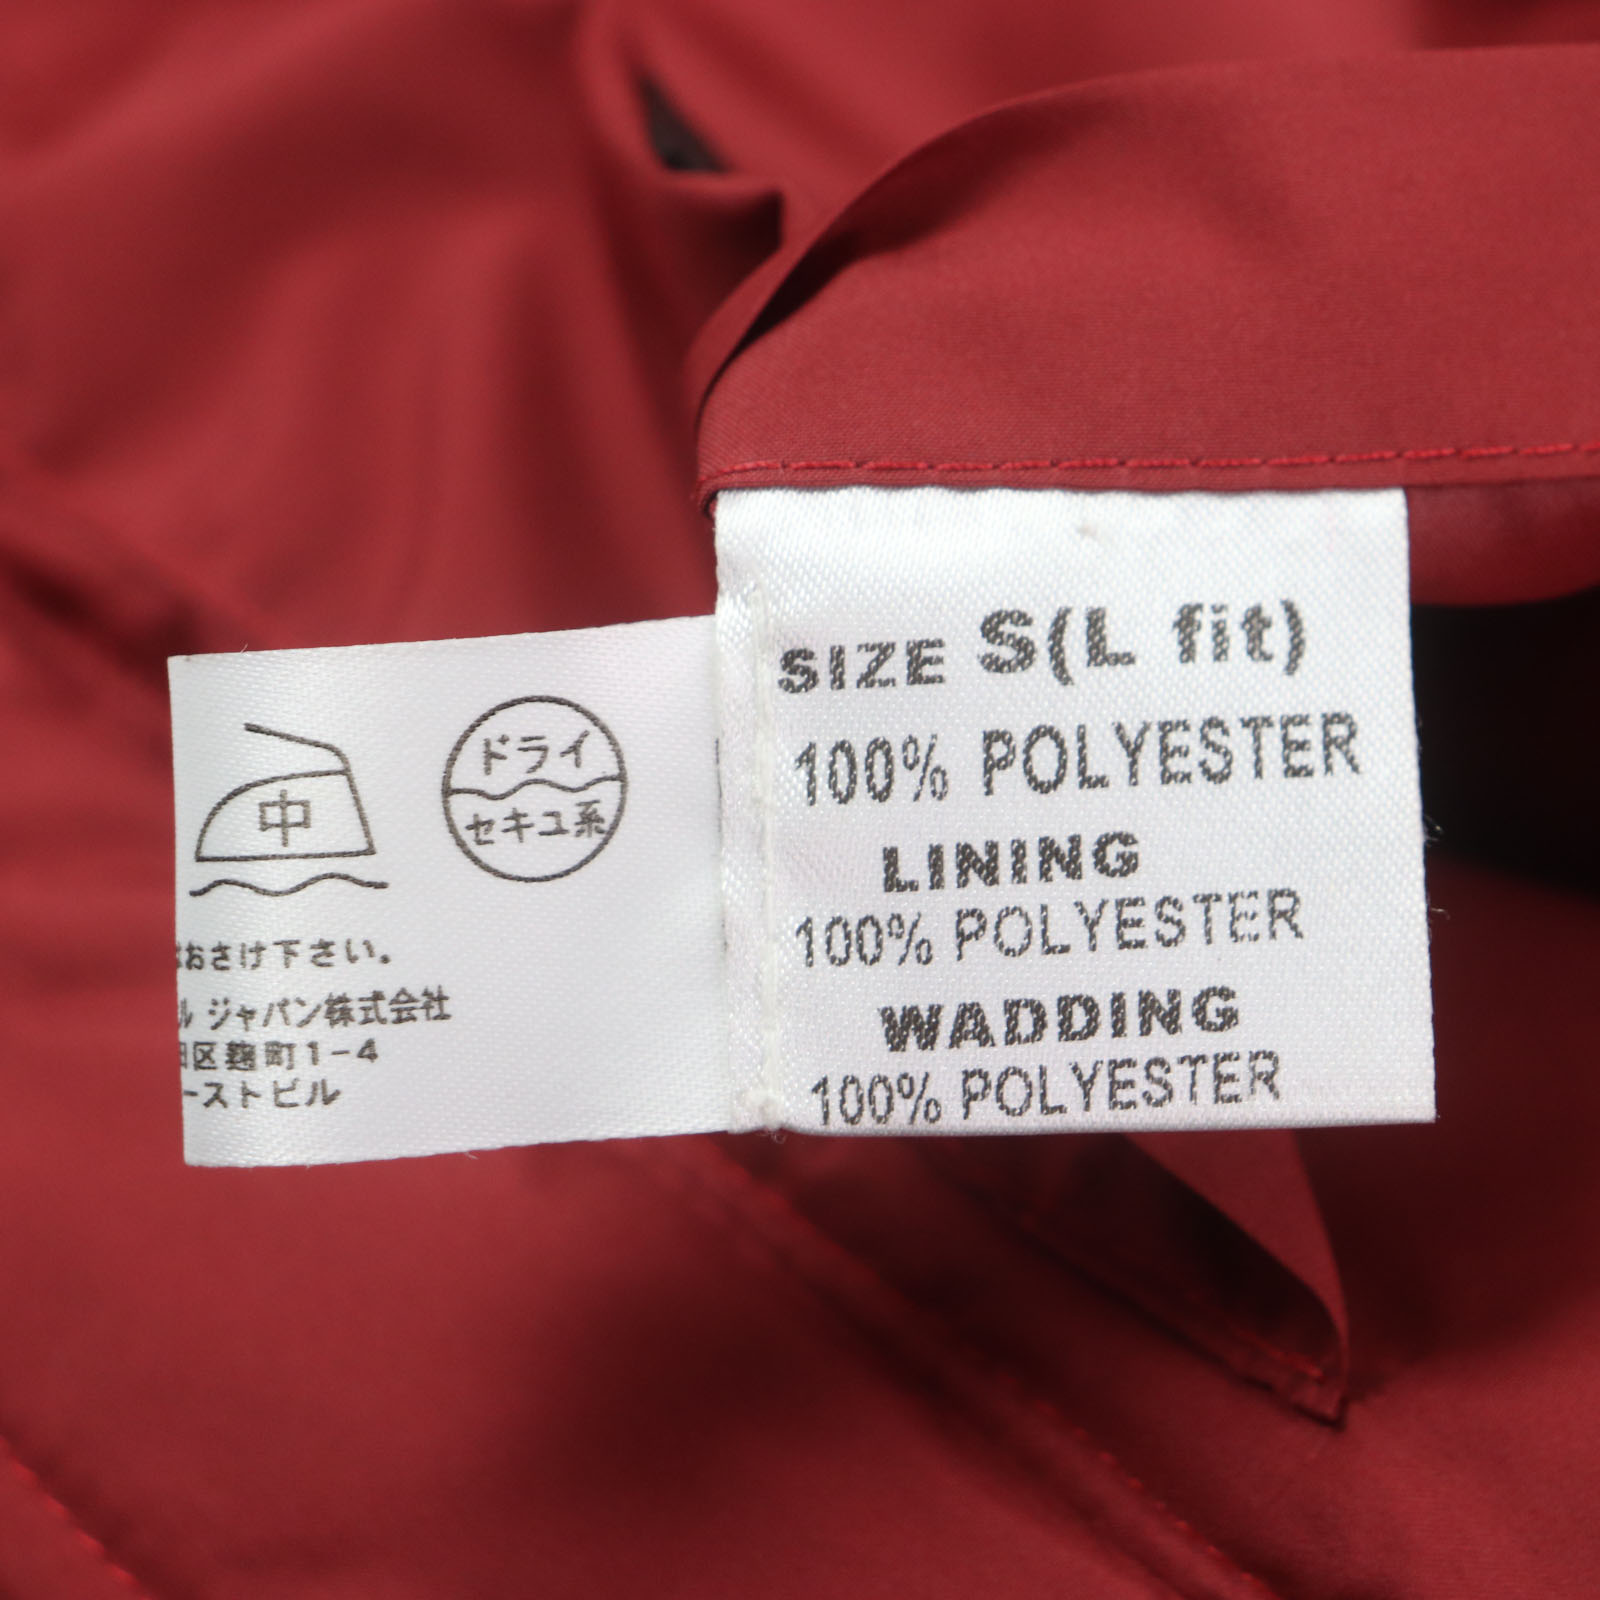 中
ドライ
セキユ系
おさけ下さい。
ル ジャパン株式会社
区麹町1-4
ーストビル
SIZE S(L fit)
100% POLYESTER
LINING
100% POLYESTER
WADDING
100% POLYESTER